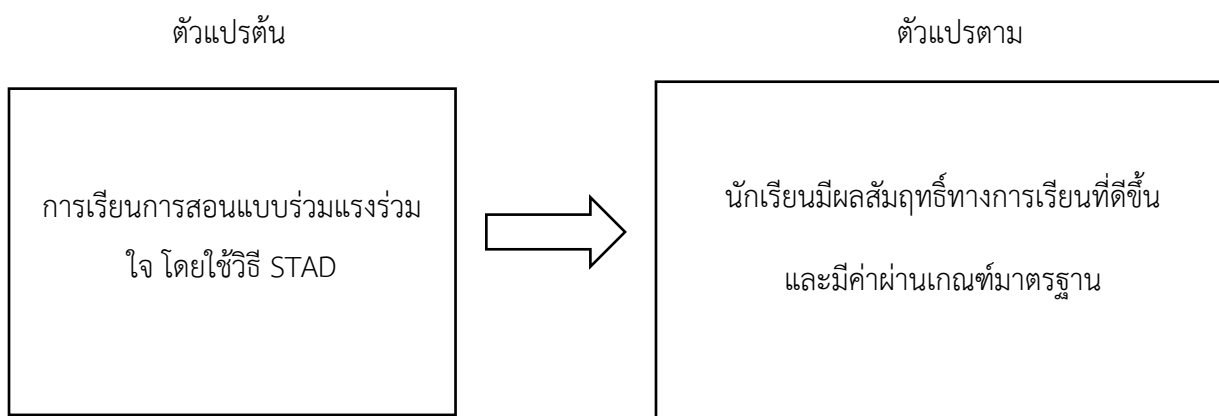 ตัวแปรต้น
ตัวแปรตาม
การเรียนการสอนแบบร่วมแรงร่วม
ใจ โดยใช้วิธี STAD
นักเรียนมีผลสัมฤทธิ์ทางการเรียนที่ดีขึ้น
และมีค่าผ่านเกณฑ์มาตรฐาน